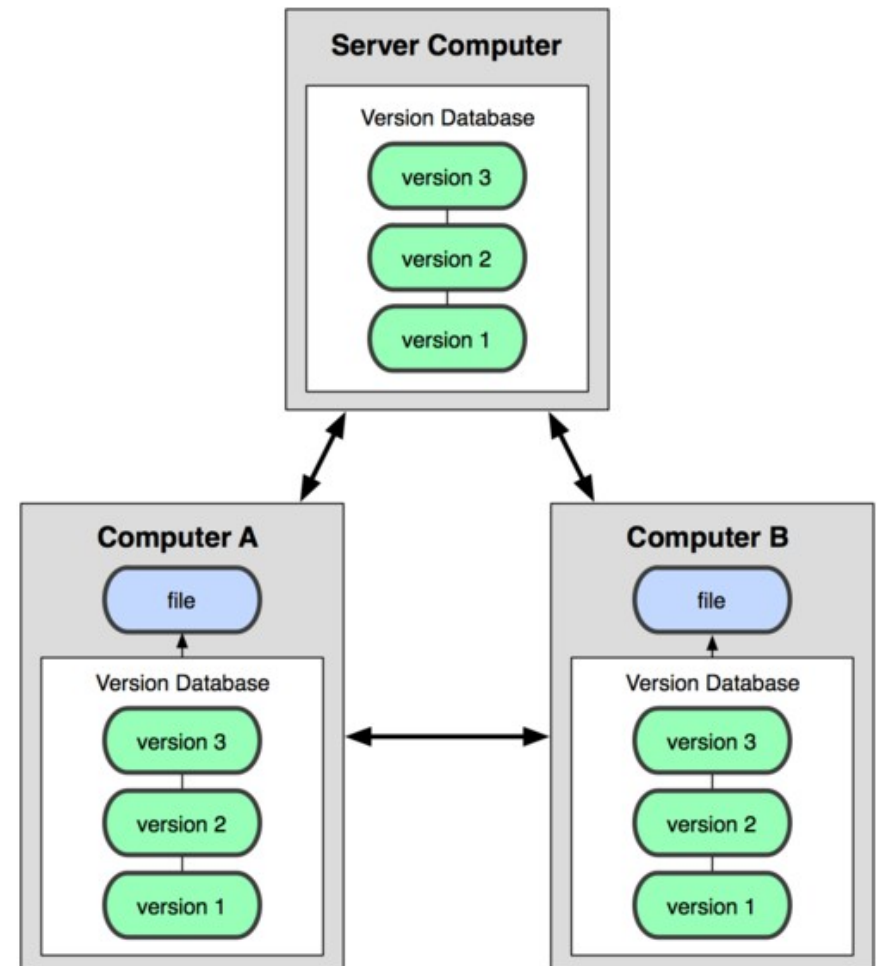 Server Computer
Version Database
version 3
version 2
version 1
Computer A
file
Version Database
version 3
version 2
version 1
Computer B
file
Version Database
version 3
version 2
version 1